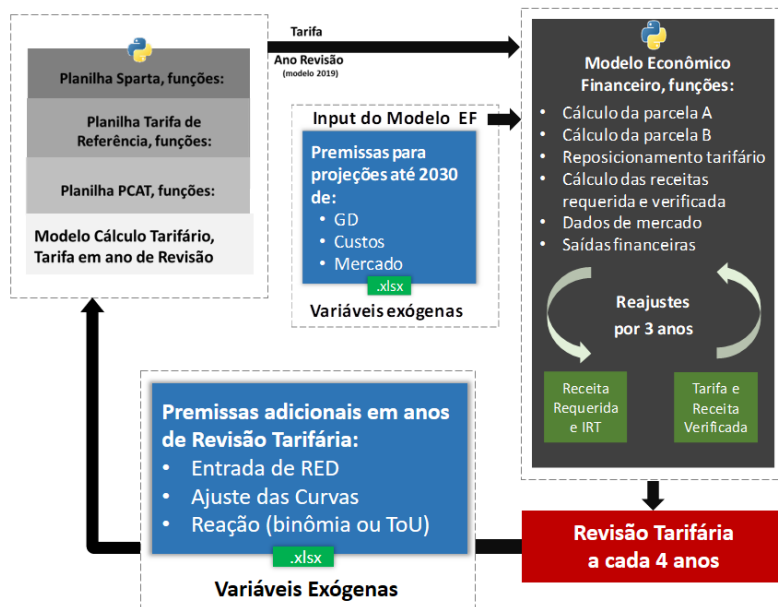 Planilha Sparta, funções:
Planilha Tarifa de
Referência, funções:
Planilha PCAT, funções:
Modelo Cálculo Tarifário,
Tarifa em ano de Revisão
Tarifa
Ano Revisão
(modelo 2019)
Input do Modelo EF
Premissas para
projeções até 2030
de:
• GD
• Custos
• Mercado
.xlsx
Variáveis exógenas
Modelo Econômico
Financeiro, funções:
• Cálculo da parcela A
• Cálculo da parcela B
• Reposicionamento tarifário
• Cálculo das receitas
requerida e verificada
• Dados de mercado
• Saídas financeiras
Reajustes
por 3 anos
Receita
Requerida
e IRT
Tarifa e
Receita
Verificada
Premissas adicionais em anos
de Revisão Tarifária:
• Entrada de RED
• Ajuste das Curvas
• Reação (binômia ou ToU)
.xlsx
Variáveis Exógenas
Revisão Tarifária
a cada 4 anos